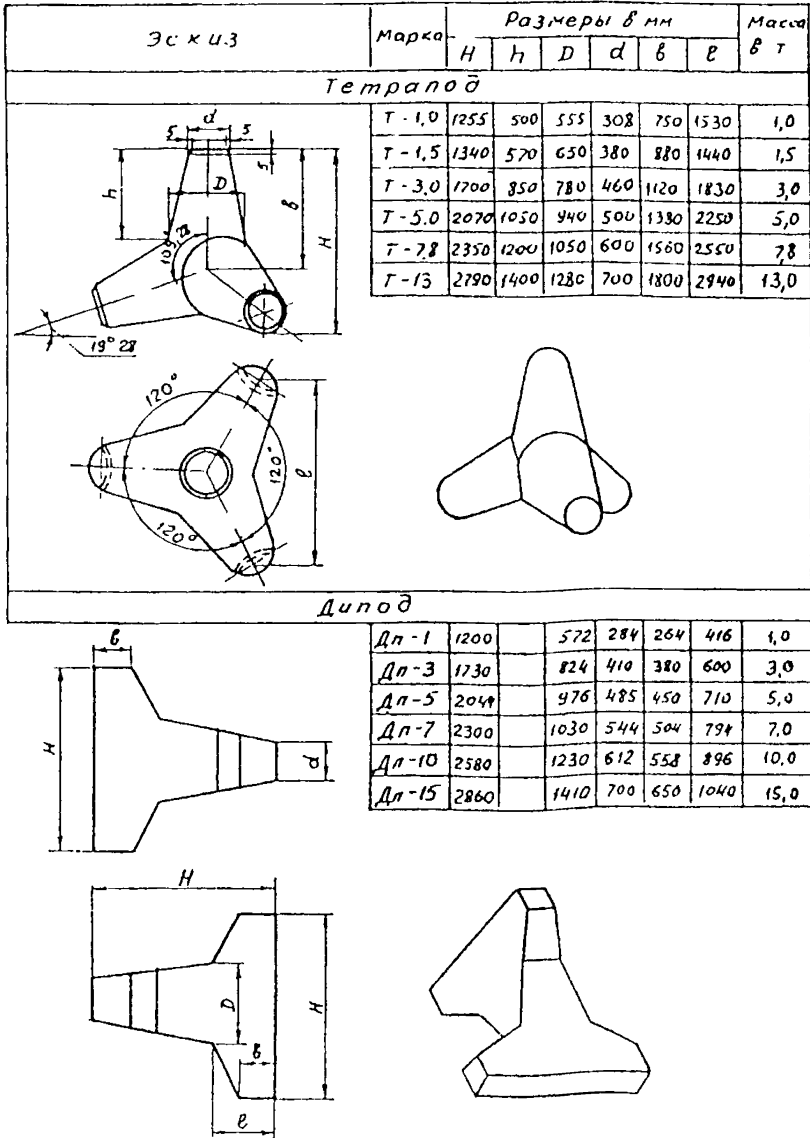 Эскиз Марка Размеры в мм Масса в т
H h D d в ℓ
Тетрапод
Т-1,0 1255 500 555 308 750 1530 1,0
Т-1,5 1340 570 650 380 880 1440 1,5
Т-3,0 1700 850 780 460 1120 1830 3,0
Т-5.0 2070 1050 940 500 1380 2250 5,0
Т-7,8 2350 1200 1050 600 1560 2550 7,8
Т-13 2790 1400 1280 700 1800 2940 13,0
d
5 5
5
h D в H
109,28
19° 28
120°
120° ℓ
120°
Дипод
Дп-1 1200 572 284 264 416 1,0
Дп-3 1730 824 410 380 600 3,0
Дп-5 2044 976 485 450 710 5,0
Дп-7 2300 1030 544 504 794 7,0
Дп-10 2580 1230 612 558 896 10,0
Дп-15 2860 1410 700 650 1040 15,0
в
H d
H
D H
в
ℓ